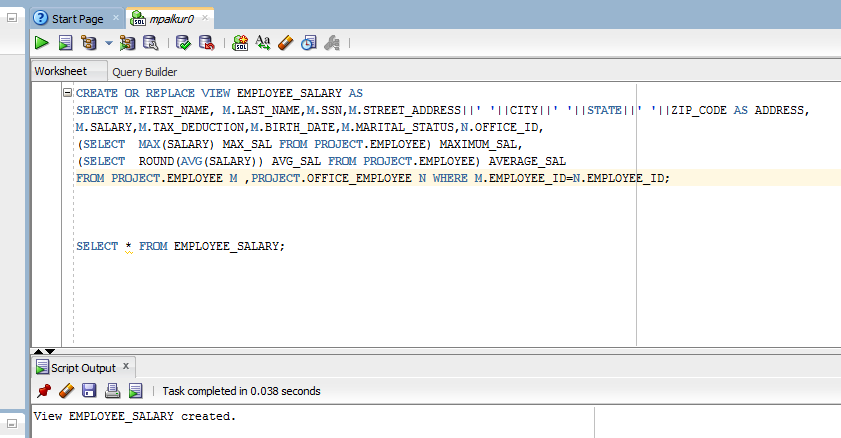 Start Page
mpalkur0
Worksheet
Query Builder
CREATE OR REPLACE VIEW EMPLOYEE_SALARY AS
SELECT M.FIRST_NAME, M.LAST_NAME,M.SSN,M.STREET_ADDRESS||' '||CITY||' '||STATE||' '||ZIP_CODE AS ADDRESS,
M.SALARY,M.TAX_DEDUCTION,M.BIRTH_DATE,M.MARITAL_STATUS,N.OFFICE_ID,
(SELECT  MAX(SALARY) MAX_SAL FROM PROJECT.EMPLOYEE) MAXIMUM_SAL,
(SELECT  ROUND(AVG(SALARY)) AVG_SAL FROM PROJECT.EMPLOYEE) AVERAGE_SAL
FROM PROJECT.EMPLOYEE M ,PROJECT.OFFICE_EMPLOYEE N WHERE M.EMPLOYEE_ID=N.EMPLOYEE_ID;
SELECT * FROM EMPLOYEE_SALARY;
Script Output
Task completed in 0.038 seconds
View EMPLOYEE_SALARY created.